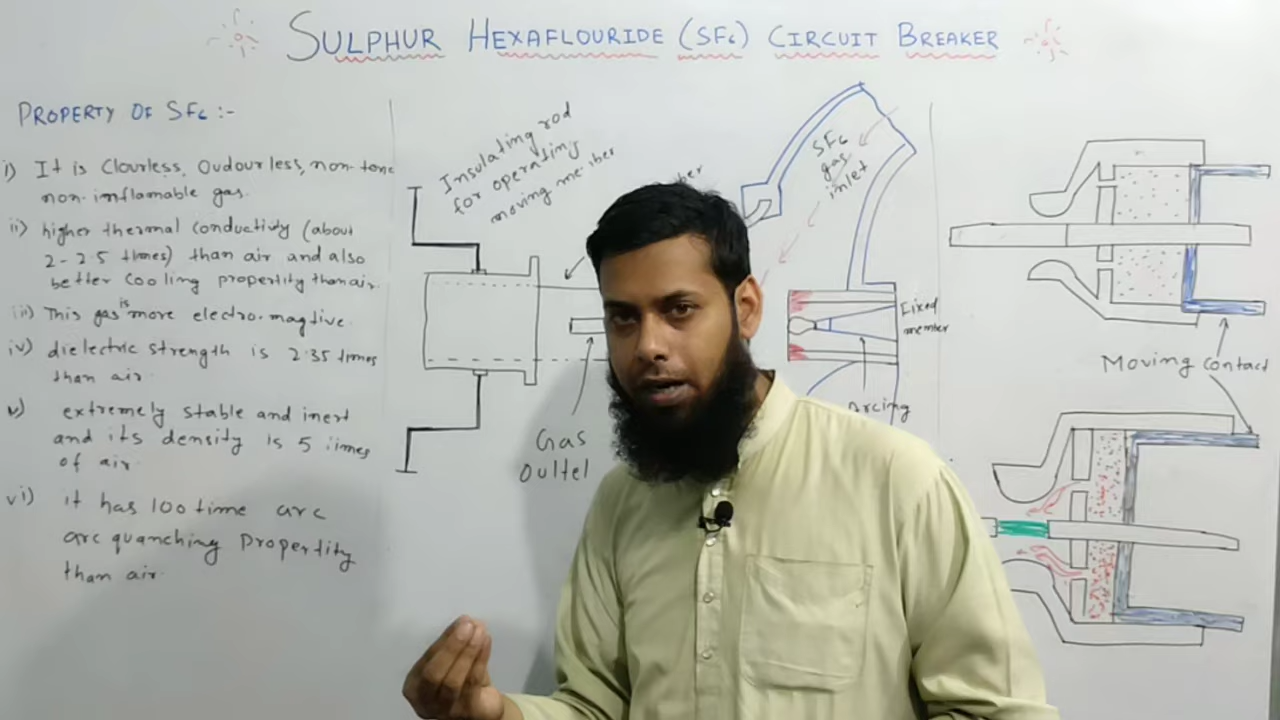 SULPHUR HEXAFLOURIDE (SF6) CIRCUIT BREAKER
PROPERTY OF SF6 :-
i) It is Clourless, Oudourless, non-tone
non-inflamable gas.
ii) higher thermal conductivity (about
2-2.5 times) than air and also
better cooling propertity than air.
iii) This gas is more electro-magtive.
iv) dielectric strength is 2.35 times
than air.
v) extremely stable and inert
and its density is 5 times
of air.
vi) it has 100 time arc
arc quanching propertity
than air.
Insulating rod
for operating
moving member
Gas
Oultel
SF6
gas
inlet
Fixed
member
Arcing
Moving Contact